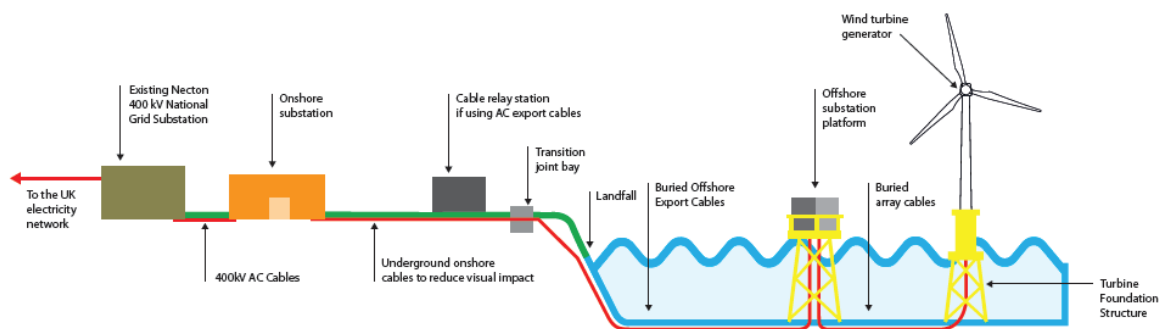 Wind turbine
generator
Existing Necton
400 kV National
Grid Substation
Onshore
substation
Cable relay station
if using AC export cables
Offshore
substation
platform
Transition
joint bay
To the UK
electricity
network
Landfall
Buried Offshore
Export Cables
Buried
array cables
400kV AC Cables
Underground onshore
cables to reduce visual impact
Turbine
Foundation
Structure